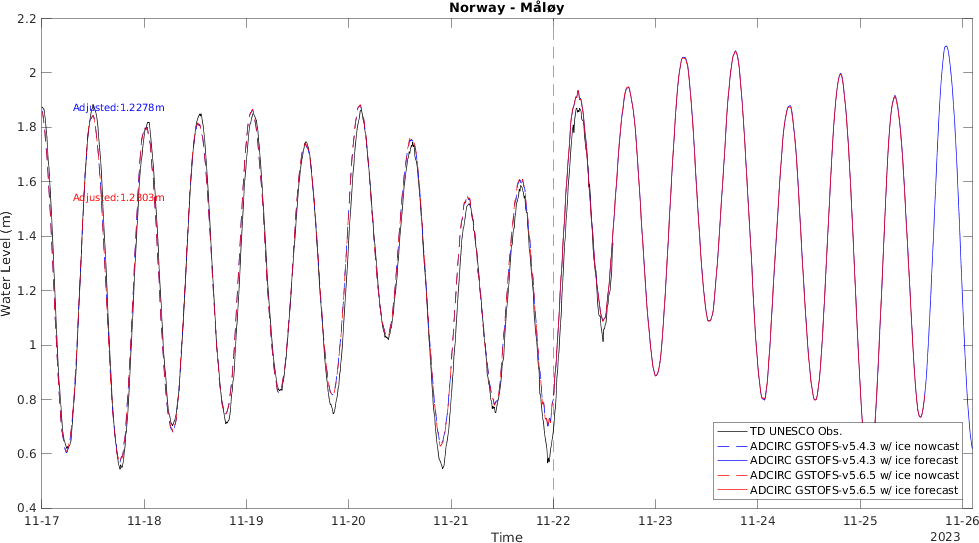 Norway - Måløy
2.2
2
1.8
1.6
1.4
1.2
1
0.8
0.6
0.4
Water Level (m)
Adjusted:1.2278m
Adjusted:1.2303m
TD UNESCO Obs.
ADCIRC GSTOFS-v5.4.3 w/ ice nowcast
ADCIRC GSTOFS-v5.4.3 w/ ice forecast
ADCIRC GSTOFS-v5.6.5 w/ ice nowcast
ADCIRC GSTOFS-v5.6.5 w/ ice forecast
11-17 11-18 11-19 11-20 11-21 11-22 11-23 11-24 11-25 11-26
Time
2023